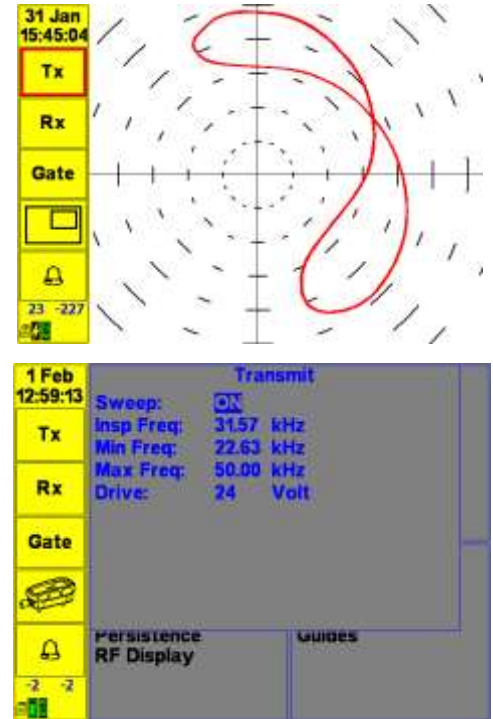 31 Jan
15:45:04
Tx
Rx
Gate
23 -227
1 Feb
12:59:13
Tx
Rx
Gate
-2 -2
Transmit
Sweep: ON
Insp Freq: 31.57 kHz
Min Freq: 22.63 kHz
Max Freq: 50.00 kHz
Drive: 24 Volt
Persistence Guides
RF Display